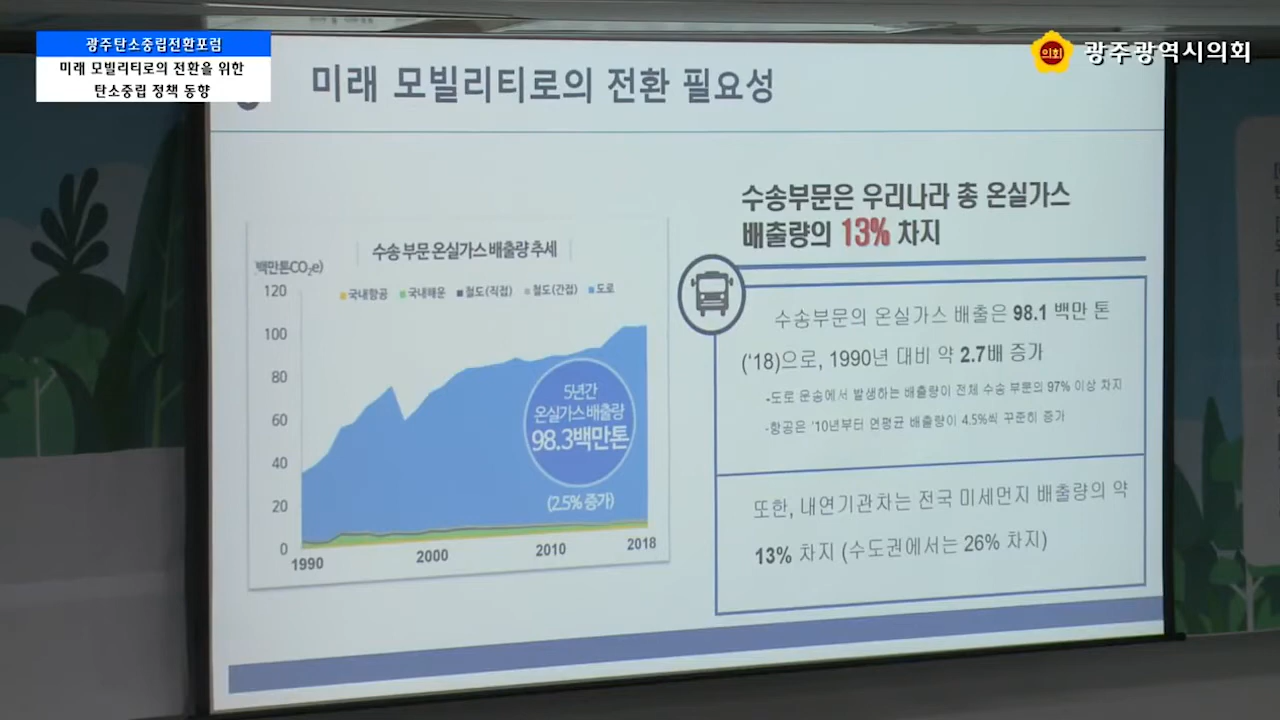 광주탄소중립전환포럼
미래 모빌리티로의 전환을 위한
탄소중립 정책 동향
의회
광주광역시의회
미래 모빌리티로의 전환 필요성
수송부문은 우리나라 총 온실가스
배출량의 13% 차지
수송 부문 온실가스 배출량 추세
백만톤CO₂e)
국내항공 국내해운 철도(직접) 철도(간접) 도로
120
100
80
60
40
20
0
1990 2000 2010 2018
5년간
온실가스 배출량
98.3백만톤
(2.5% 증가)
수송부문의 온실가스 배출은 98.1 백만 톤
('18)으로, 1990년 대비 약 2.7배 증가
-도로 운송에서 발생하는 배출량이 전체 수송 부문의 97% 이상 차지
-항공은 '10년부터 연평균 배출량이 4.5%씩 꾸준히 증가
또한, 내연기관차는 전국 미세먼지 배출량의 약
13% 차지 (수도권에서는 26% 차지)